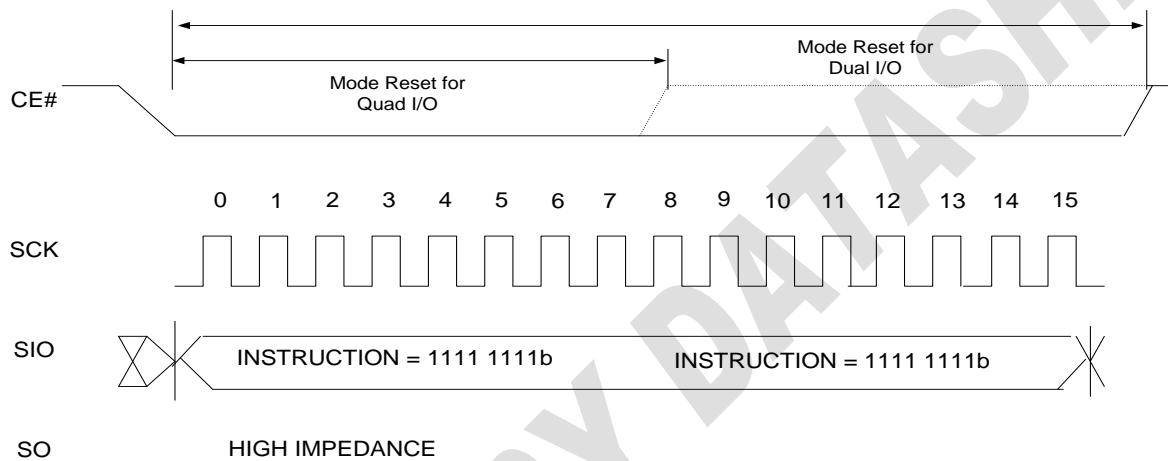 Mode Reset for
Dual I/O
Mode Reset for
Quad I/O
CE#
0 1 2 3 4 5 6 7 8 9 10 11 12 13 14 15
SCK
SIO
INSTRUCTION = 1111 1111b INSTRUCTION = 1111 1111b
SO HIGH IMPEDANCE